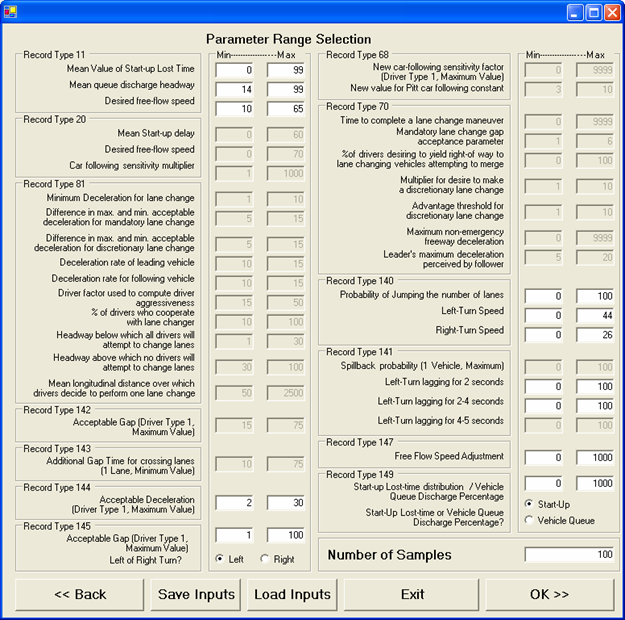 Parameter Range Selection
Record Type 11
Min-----------------Max
Mean Value of Start-up Lost Time 0 99
Mean queue discharge headway 14 99
Desired free-flow speed 10 65
Record Type 20
Mean Start-up delay 0 60
Desired free-flow speed 0 70
Car following sensitivity multiplier 1 1000
Record Type 81
Minimum Deceleration for lane change 1 10
Difference in max. and min. acceptable
deceleration for mandatory lane change 5 15
Difference in max. and min. acceptable
deceleration for discretionary lane change 5 15
Deceleration rate of leading vehicle 10 15
Deceleration rate for following vehicle 10 15
Driver factor used to compute driver
aggressiveness 15 50
% of drivers who cooperate
with lane changer 10 100
Headway below which all drivers will
attempt to change lanes 1 30
Headway above which no drivers will
attempt to change lanes 30 100
Mean longitudinal distance over which
drivers decide to perform one lane change 50 2500
Record Type 142
Acceptable Gap (Driver Type 1,
Maximum Value) 15 75
Record Type 143
Additional Gap Time for crossing lanes
(1 Lane, Minimum Value) 10 75
Record Type 144
Acceptable Deceleration
(Driver Type 1, Maximum Value) 2 30
Record Type 145
Acceptable Gap (Driver Type 1,
Maximum Value) 1 100
Left of Right Turn? Left Right
Record Type 68
Min-----------------Max
New car-following sensitivity factor
(Driver Type 1, Maximum Value) 0 9999
New value for Pitt car following constant 3 10
Record Type 70
Time to complete a lane change maneuver 0 9999
Mandatory lane change gap
acceptance parameter 1 6
%of drivers desiring to yield right-of way to
lane changing vehicles attempting to merge 0 100
Multiplier for desire to make
a discretionary lane change 1 10
Advantage threshold for
discretionary lane change 1 10
Maximum non-emergency
freeway deceleration 0 9999
Leader's maximum deceleration
perceived by follower 5 20
Record Type 140
Probability of Jumping the number of lanes 0 100
Left-Turn Speed 0 44
Right-Turn Speed 0 26
Record Type 141
Spillback probability (1 Vehicle, Maximum) 0 100
Left-Turn lagging for 2 seconds 0 100
Left-Turn lagging for 2-4 seconds 0 100
Left-Turn lagging for 4-5 seconds 0 100
Record Type 147
Free Flow Speed Adjustment 0 1000
Record Type 149
Start-up Lost-time distribution / Vehicle
Queue Discharge Percentage 0 1000
Start-Up Lost-time or Vehicle Queue
Discharge Percentage?
Start-Up
Vehicle Queue
Number of Samples 100
<< Back Save Inputs Load Inputs Exit OK >>